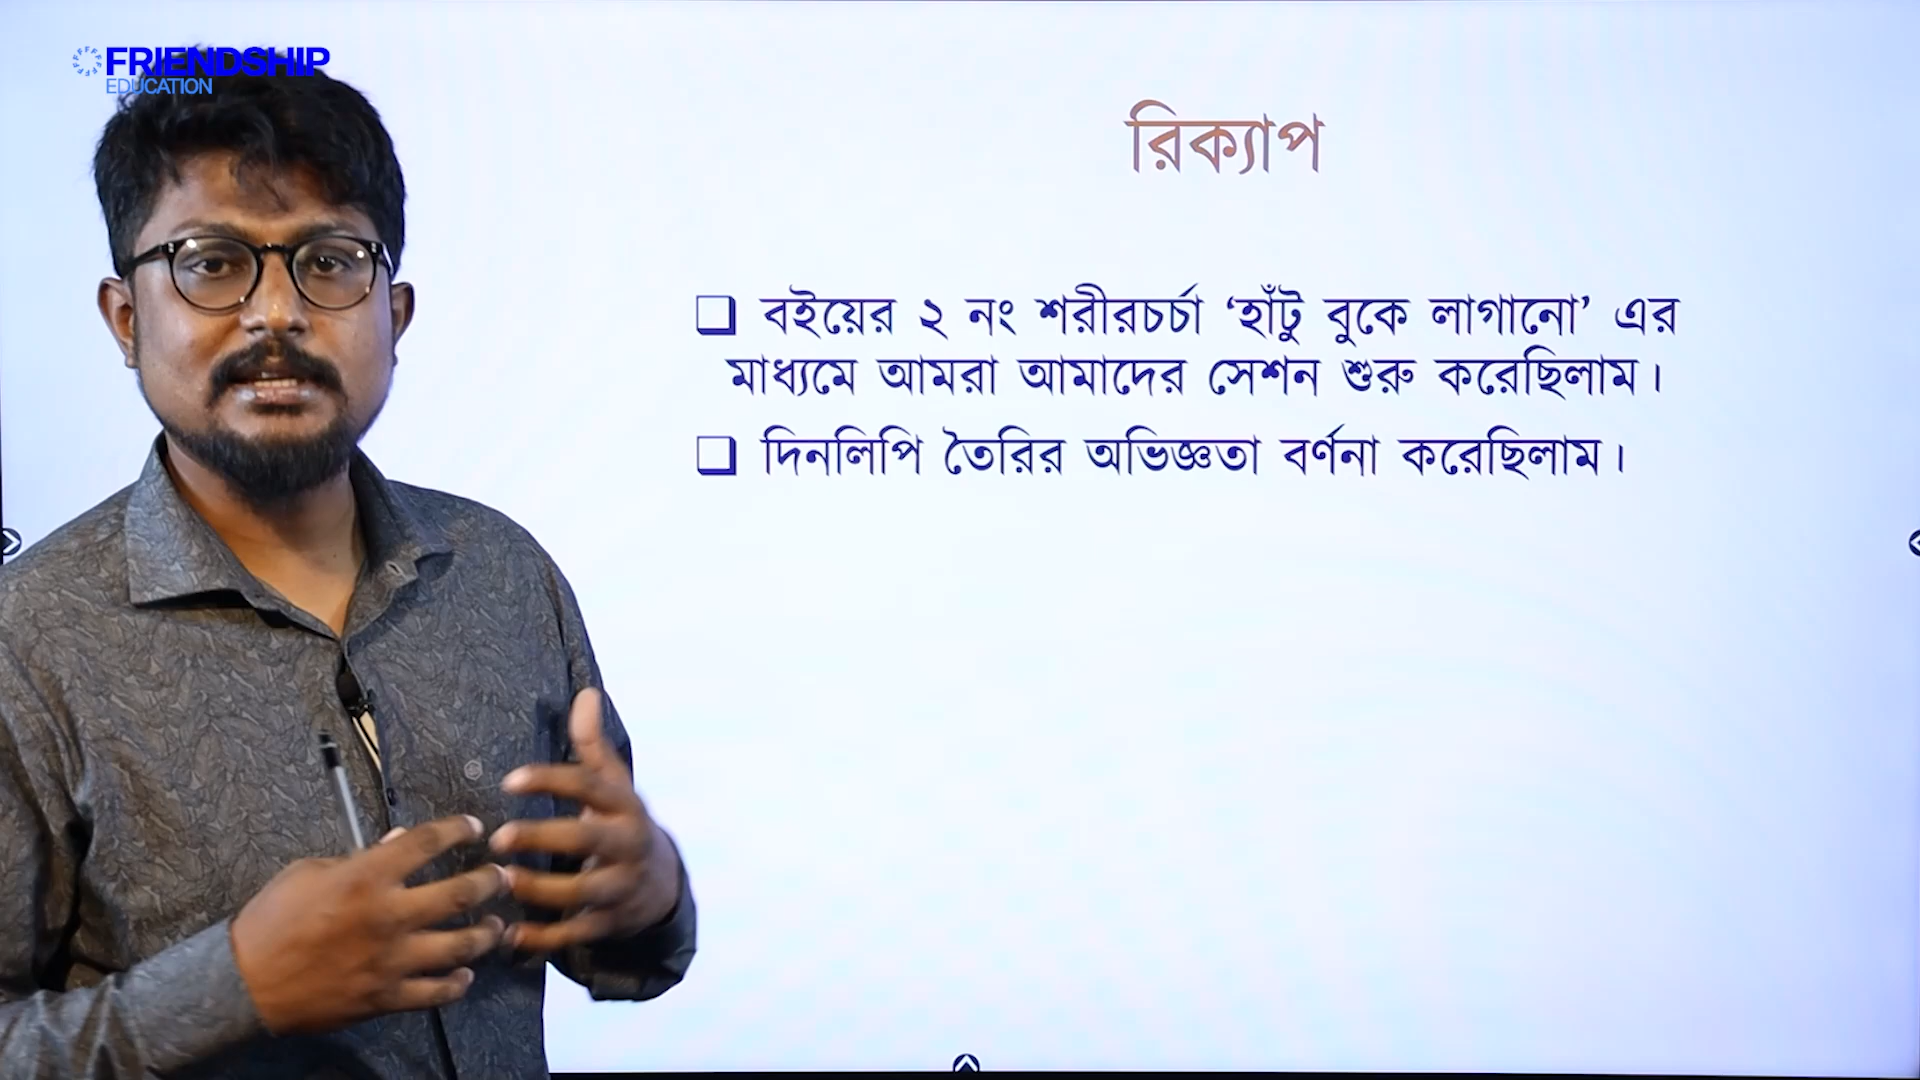 FRIENDSHIP
EDUCATION
রিক্যাপ
বইয়ের ২ নং শরীরচর্চা ‘হাঁটু বুকে লাগানো’ এর
মাধ্যমে আমরা আমাদের সেশন শুরু করেছিলাম।
দিনলিপি তৈরির অভিজ্ঞতা বর্ণনা করেছিলাম।